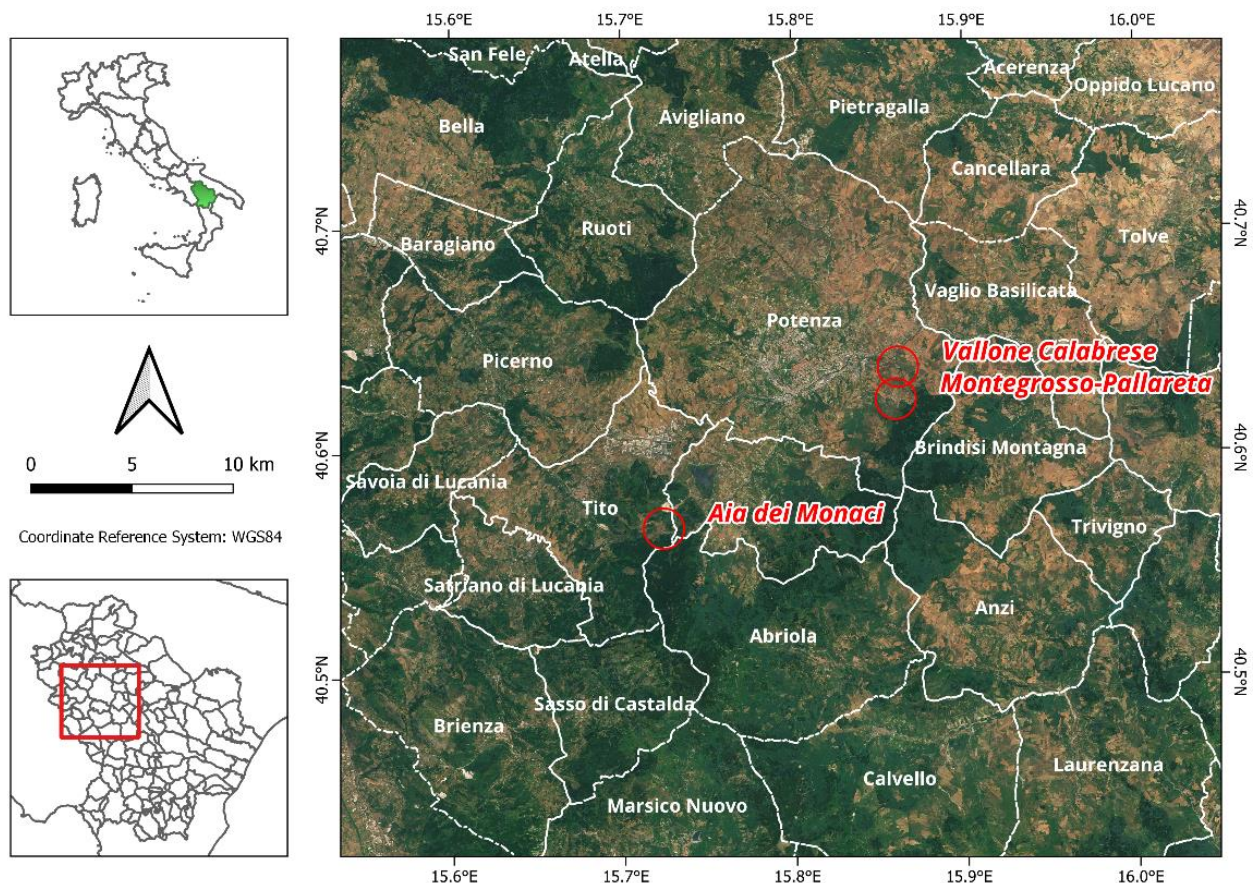 15.6°E 15.7°E 15.8°E 15.9°E 16.0°E
San Fele
Atella
Acerenza
Oppido Lucano
Bella
Avigliano
Pietragalla
Cancellara
40.7°N
Baragiano
Ruoti
Tolve
40.7°N
Vaglio Basilicata
Potenza
Picerno
Vallone Calabrese
Montegrosso-Pallareta
40.6°N
Brindisi Montagna
40.6°N
Savoia di Lucania
Tito
Aia dei Monaci
Trivigno
Satriano di Lucania
Abriola
Anzi
40.5°N
Sasso di Castalda
40.5°N
Brienza
Calvello
Laurenzana
Marsico Nuovo
15.6°E 15.7°E 15.8°E 15.9°E 16.0°E
0 5 10 km
Coordinate Reference System: WGS84